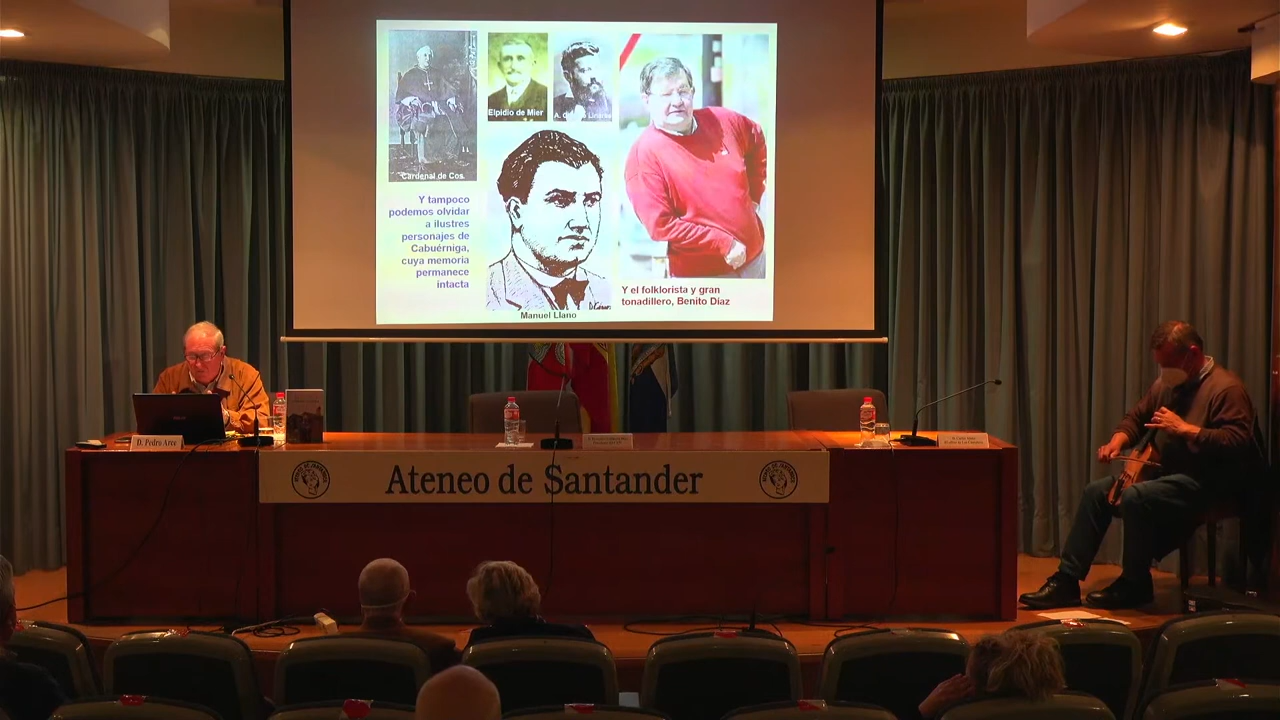 Cardenal de Cos
Elpidio de Mier
Y tampoco
podemos olvidar
a ilustres
personajes de
Cabuérniga,
cuya memoria
permanece
intacta
Manuel Llano
Y el folklorista y gran
tonadillero, Benito Díaz
D. Pedro Arce
Ateneo de Santander